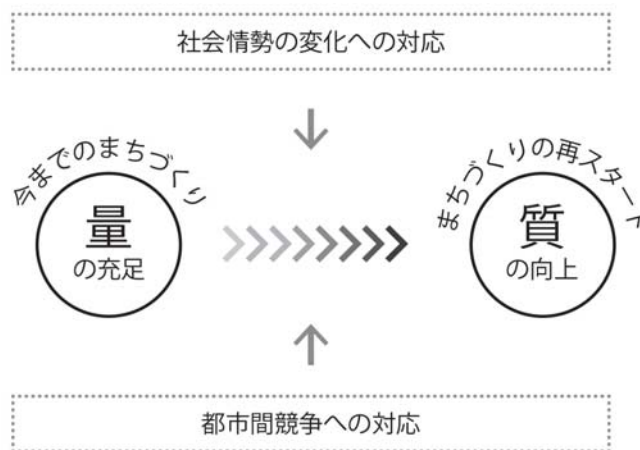 社会情勢の変化への対応
今までのまちづくり
量
の充足
まちづくりの再スタート
質
の向上
都市間競争への対応